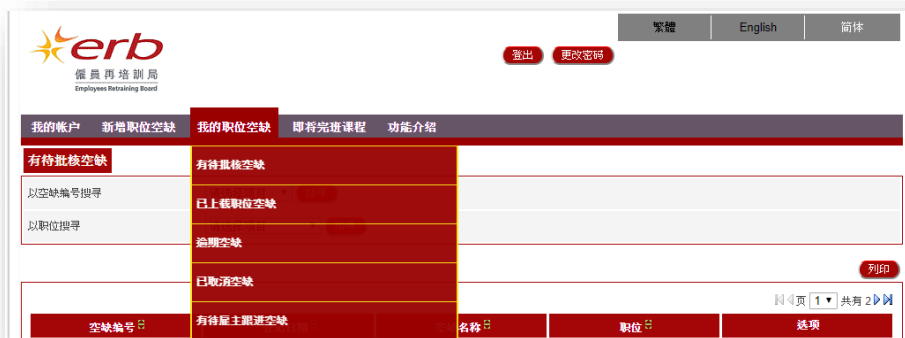 繁體 English 简体
erb
僱員再培訓局
Employees Retraining Board
登出 更改密码
我的帐户 新增职位空缺 我的职位空缺 即将完班课程 功能介绍
有待批核空缺
有待批核空缺
以空缺编号搜寻
已上载职位空缺
以职位搜寻
逾期空缺
列印
已取消空缺
页 1 共有 2
有待雇主跟进空缺
空缺编号 名称 职位 选项